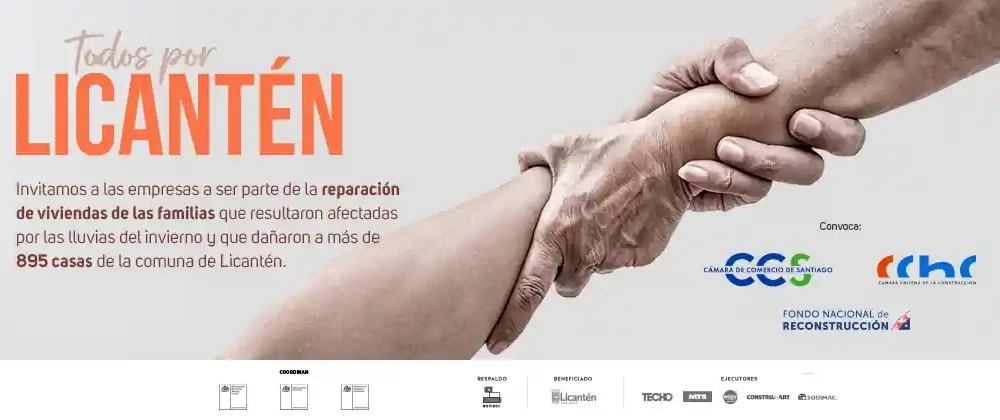 Todos por
LICANTÉN
Invitamos a las empresas a ser parte de la reparación
de viviendas de las familias que resultaron afectadas
por las lluvias del invierno y que dañaron a más de
895 casas de la comuna de Licantén.
Convoca:
CCS
CÁMARA DE COMERCIO DE SANTIAGO
cchc
CAMARA CHILENA DE LA CONSTRUCCION
FONDO NACIONAL de
RECONSTRUCCIÓN
COORDINAN
RESPALDO
BENEFICIADO
Licantén
EJECUTORES
TECHO
MTS
CONSTRUMART
SODIMAC